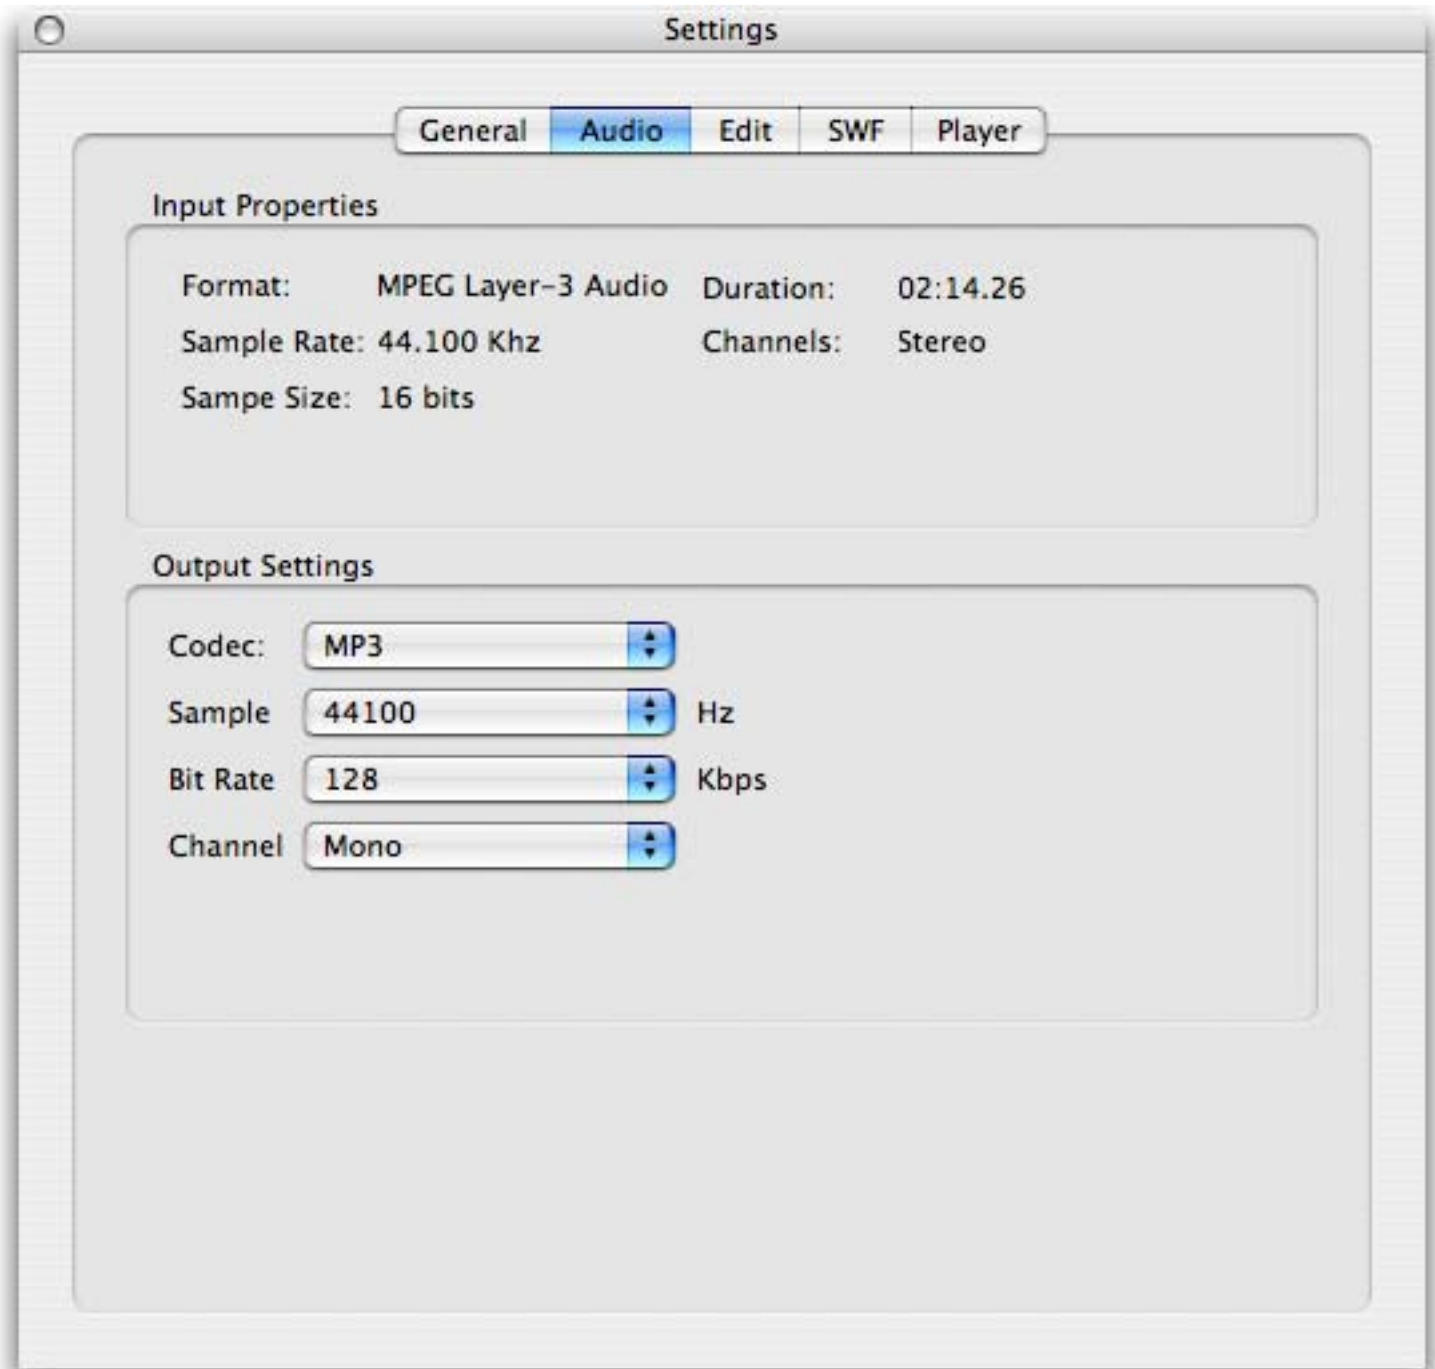 Settings
General Audio Edit SWF Player
Input Properties
Format: MPEG Layer-3 Audio Duration: 02:14.26
Sample Rate: 44.100 Khz Channels: Stereo
Sampe Size: 16 bits
Output Settings
Codec: MP3
Sample 44100 Hz
Bit Rate 128 Kbps
Channel Mono